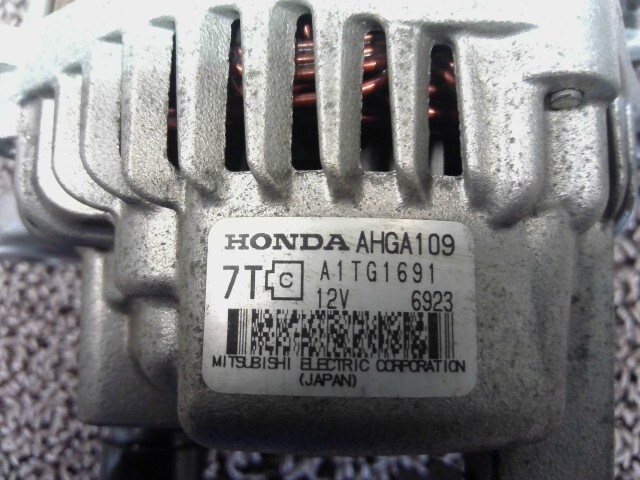 HONDA AHGA109
7T C A1TG1691
12V 6923
MITSUBISHI ELECTRIC CORPORATION
(JAPAN)